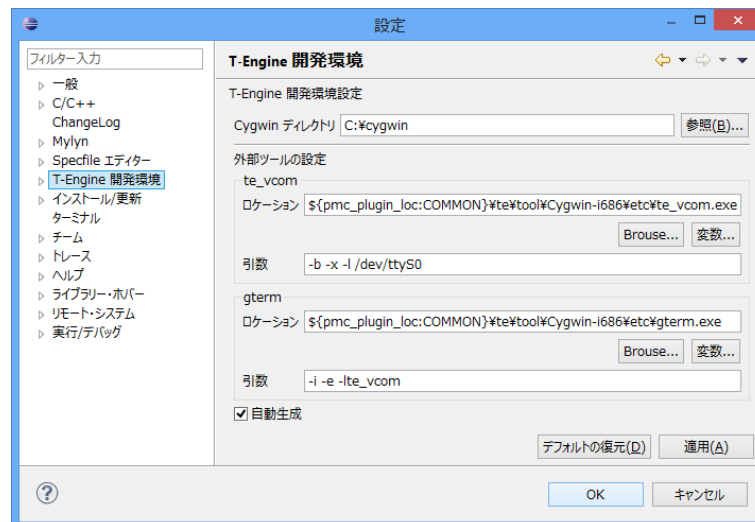 設定
フィルター入力
一般
C/C++
ChangeLog
Mylyn
Specfile エディター
T-Engine 開発環境
インストール/更新
ターミナル
チーム
トレース
ヘルプ
ライブラリー・ホバー
リモート・システム
実行/デバッグ
T-Engine 開発環境
T-Engine 開発環境設定
Cygwin ディレクトリ C:¥cygwin 参照(B)...
外部ツールの設定
te_vcom
ロケーション ${pmc_plugin_loc:COMMON}¥te¥tool¥Cygwin-i686¥etc¥te_vcom.exe
Browse... 変数...
引数 -b -x -l /dev/ttyS0
gterm
ロケーション ${pmc_plugin_loc:COMMON}¥te¥tool¥Cygwin-i686¥etc¥gterm.exe
Browse... 変数...
引数 -i -e -lte_vcom
自動生成
デフォルトの復元(D) 適用(A)
OK キャンセル